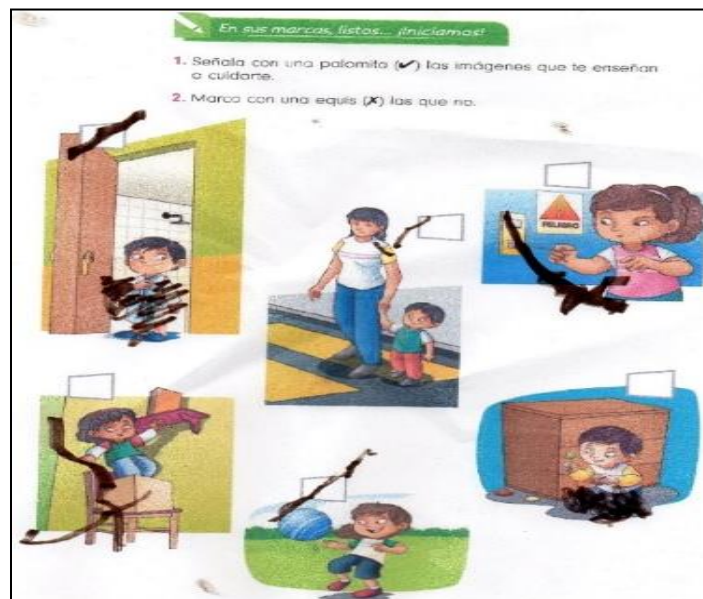 En sus marcas, listos... ¡Iniciamos!
1. Señala con una palomita (✔) las imágenes que te enseñan
a cuidarte.
2. Marca con una equis (✗) las que no.
PELIGRO